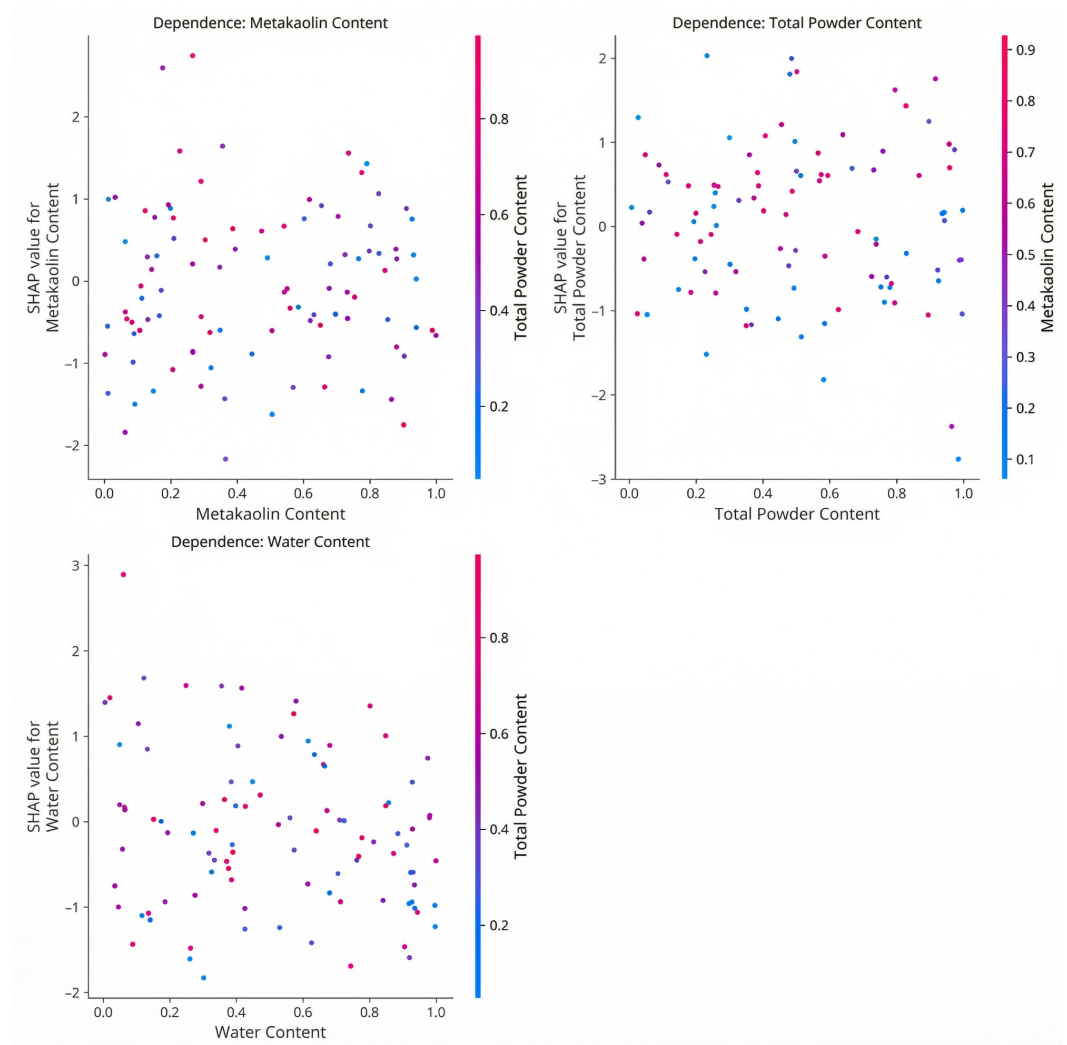 Dependence: Metakaolin Content
SHAP value for
Metakaolin Content
2
1
0
−1
−2
0.0 0.2 0.4 0.6 0.8 1.0
Metakaolin Content
0.8
0.6
0.4
0.2
Total Powder Content
Dependence: Total Powder Content
SHAP value for
Total Powder Content
2
1
0
−1
−2
−3
0.0 0.2 0.4 0.6 0.8 1.0
Total Powder Content
0.9
0.8
0.7
0.6
0.5
0.4
0.3
0.2
0.1
Metakaolin Content
Dependence: Water Content
SHAP value for
Water Content
3
2
1
0
−1
−2
0.0 0.2 0.4 0.6 0.8 1.0
Water Content
0.8
0.6
0.4
0.2
Total Powder Content